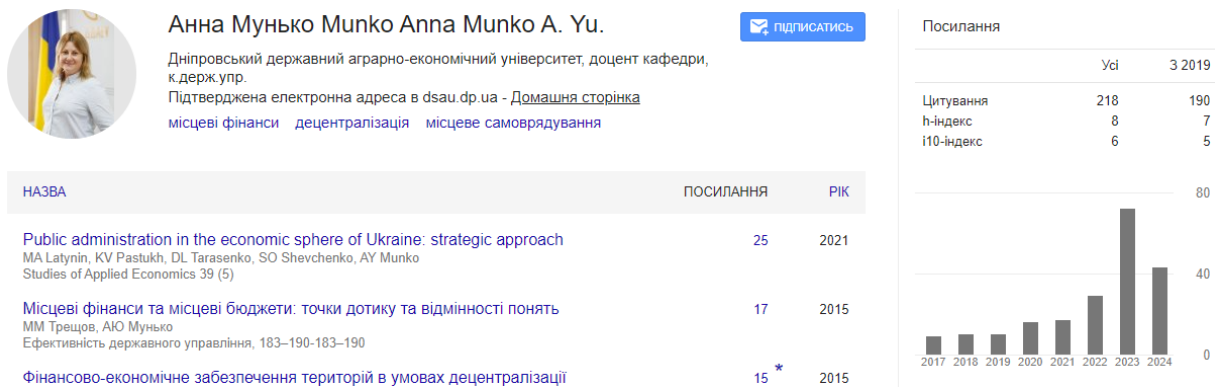 Анна Мунько Munko Anna Munko A. Yu.
ПІДПИСАТИСЬ
Дніпровський державний аграрно-економічний університет, доцент кафедри,
к.держ.упр.
Підтверджена електронна адреса в dsau.dp.ua - Домашня сторінка
місцеві фінанси децентралізація місцеве самоврядування
НАЗВА ПОСИЛАННЯ РІК
Public administration in the economic sphere of Ukraine: strategic approach 25 2021
MA Latynin, KV Pastukh, DL Tarasenko, SO Shevchenko, AY Munko
Studies of Applied Economics 39 (5)
Місцеві фінанси та місцеві бюджети: точки дотику та відмінності понять 17 2015
ММ Трещов, АЮ Мунько
Ефективність державного управління, 183–190-183–190
Фінансово-економічне забезпечення територій в умовах децентралізації 15 * 2015
Посилання
Усі З 2019
Цитування 218 190
h-індекс 8 7
i10-індекс 6 5
80
40
0
2017 2018 2019 2020 2021 2022 2023 2024